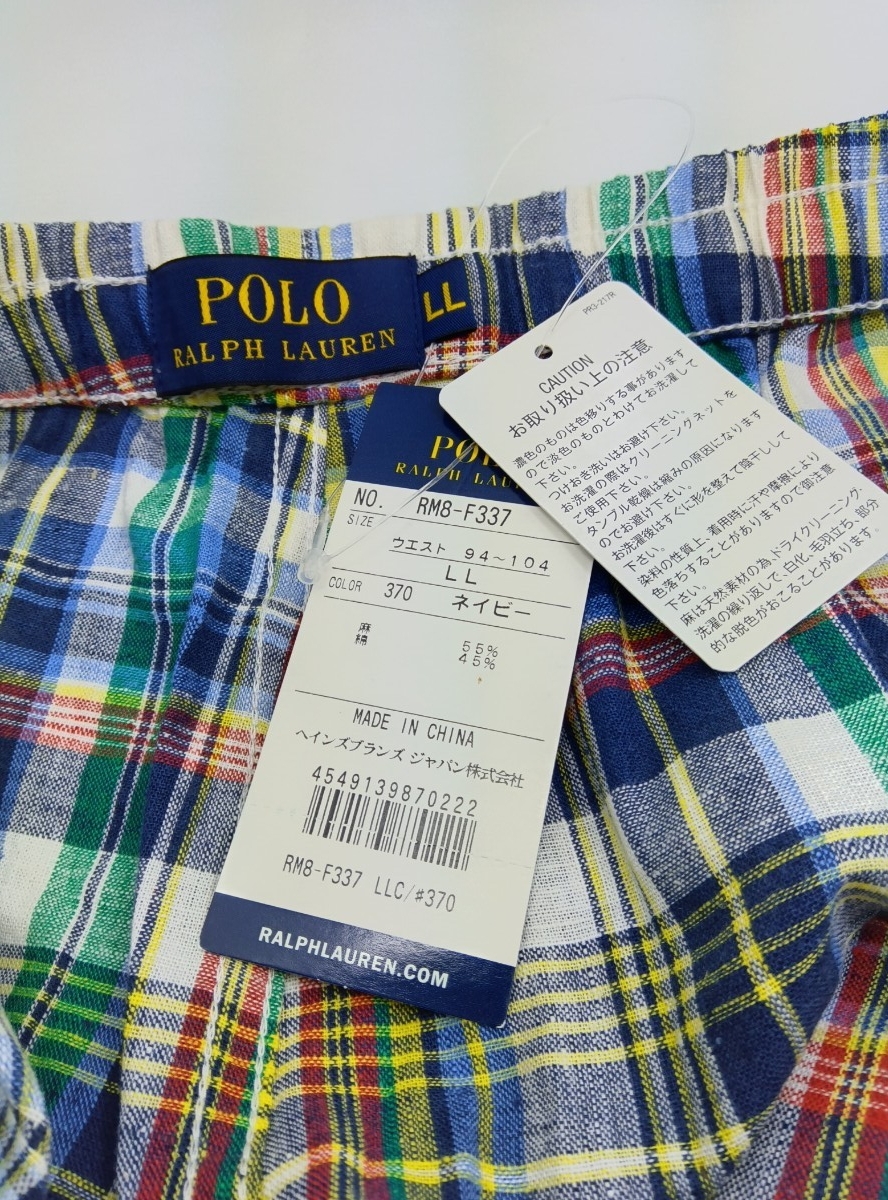 POLO
RALPH LAUREN
LL
RALPH LAU
NO. RM8-F337
SIZE
ウエスト 94～104
LL
COLOR 370 ネイビー
麻 55%
綿 45%
MADE IN CHINA
ヘインズブランズ ジャパン株式会社
4549139870222
RM8-F337 LLC/#370
RALPHLAUREN.COM
PR3-217R
CAUTION
お取り扱い上の注意
濃色のものは色移りする事があります
ので淡色のものとわけてお洗濯して
下さい。
つけおき洗いはお避け下さい。
お洗濯の際はクリーニングネットを
ご使用下さい。
タンブル乾燥は縮みの原因になります
のでお避け下さい。
お洗濯後はすぐに形を整えて陰干しして
下さい。
染料の性質上、着用時に汗や摩擦により
色落ちすることがありますので御注意
下さい。
麻は天然素材の為、ドライクリーニング・
洗濯の繰り返しで、白化、毛羽立ち、部分
的な脱色がおこることがあります。